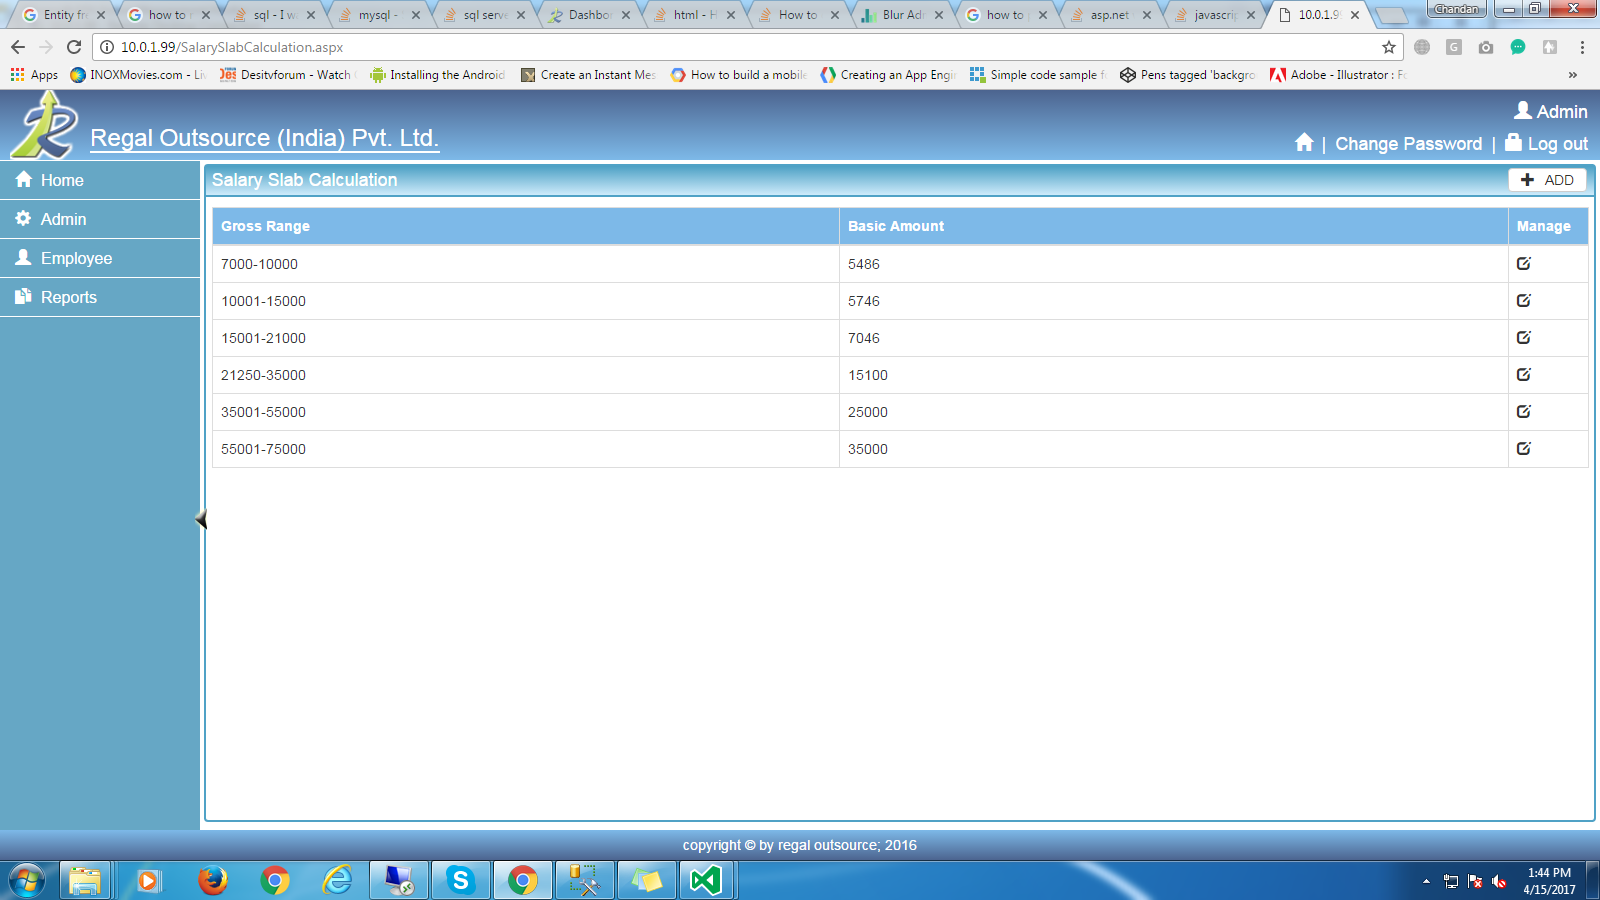 Entity fr
how to
sql - I w
mysql -
sql serve
Dashbo
html - H
How to
Blur Ad
how to
asp.net
javascrip
10.0.1.9
Chandan
10.0.1.99/SalarySlabCalculation.aspx
Apps
INOXMovies.com - Li
Desitvforum - Watch
Installing the Android
Create an Instant Mes
How to build a mobile
Creating an App Engi
Simple code sample f
Pens tagged 'backgro
Adobe - Illustrator : Fo
»
Regal Outsource (India) Pvt. Ltd.
Admin
| Change Password | Log out
Home
Admin
Employee
Reports
Salary Slab Calculation
ADD
Gross Range Basic Amount Manage
7000-10000 5486
10001-15000 5746
15001-21000 7046
21250-35000 15100
35001-55000 25000
55001-75000 35000
copyright © by regal outsource; 2016
1:44 PM
4/15/2017